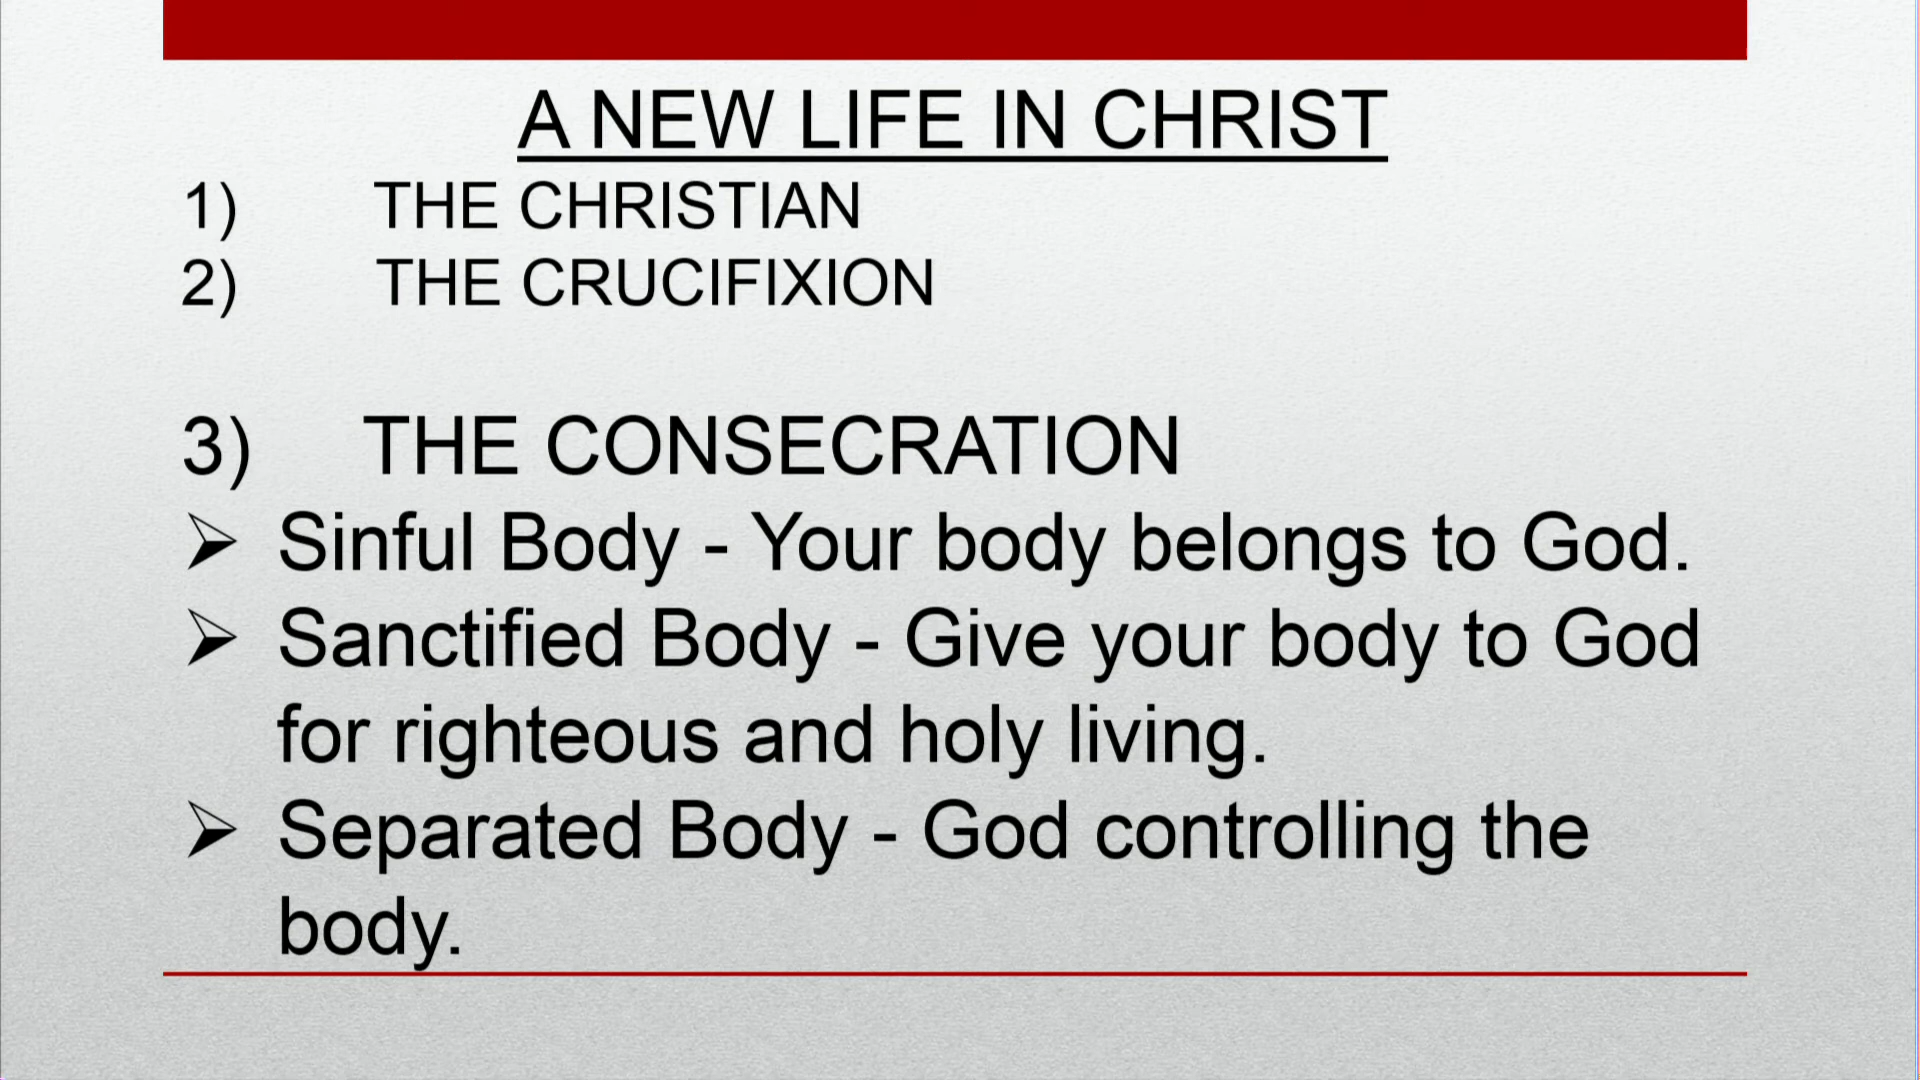 A NEW LIFE IN CHRIST
1) THE CHRISTIAN
2) THE CRUCIFIXION
3) THE CONSECRATION
➢ Sinful Body - Your body belongs to God.
➢ Sanctified Body - Give your body to God
for righteous and holy living.
➢ Separated Body - God controlling the
body.